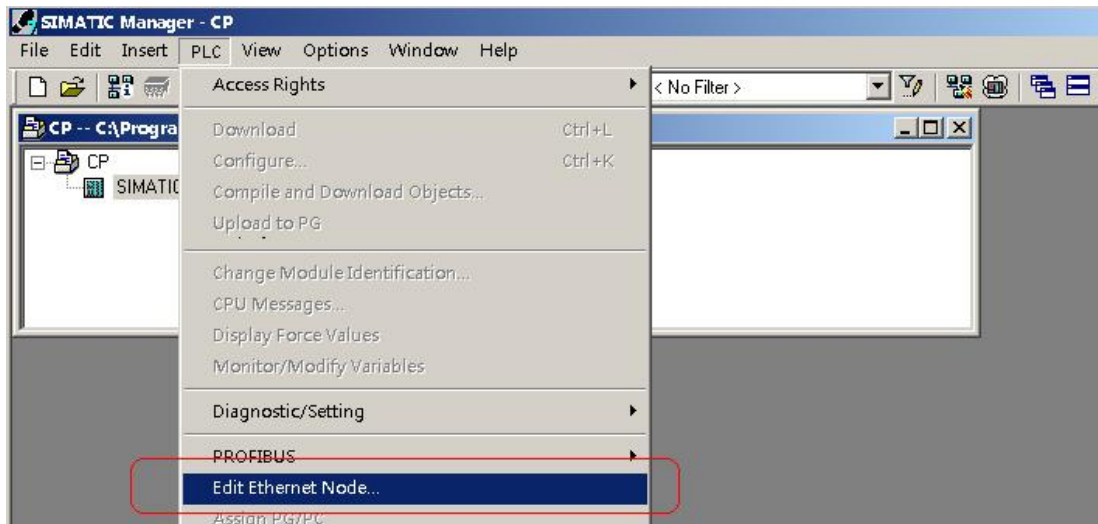 SIMATIC Manager - CP
File Edit Insert PLC View Options Window Help
< No Filter >
CP -- C:\Progra
CP
SIMATIC
Access Rights
Download Ctrl+L
Configure... Ctrl+K
Compile and Download Objects...
Upload to PG
Change Module Identification...
CPU Messages...
Display Force Values
Monitor/Modify Variables
Diagnostic/Setting
PROFIBUS
Edit Ethernet Node...
Assign PG/PC